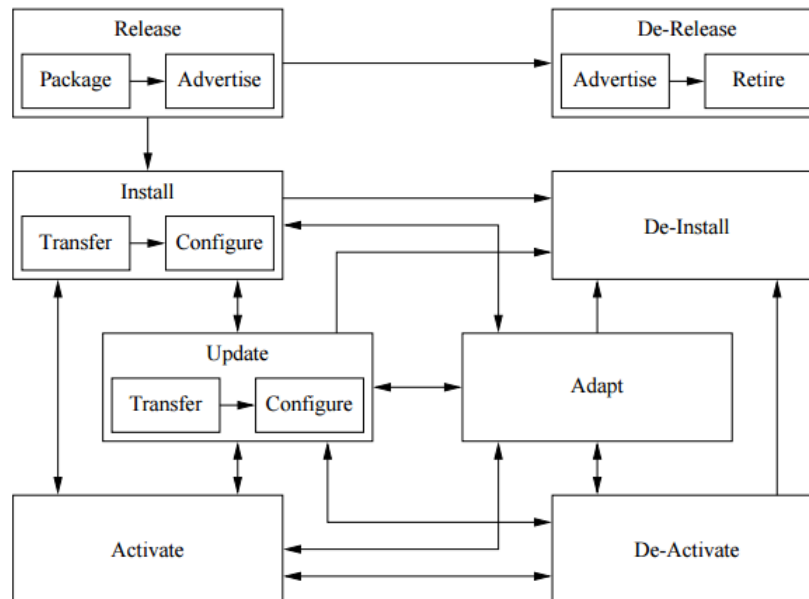 Release
Package
Advertise
De-Release
Advertise
Retire
Install
Transfer
Configure
De-Install
Update
Transfer
Configure
Adapt
Activate
De-Activate